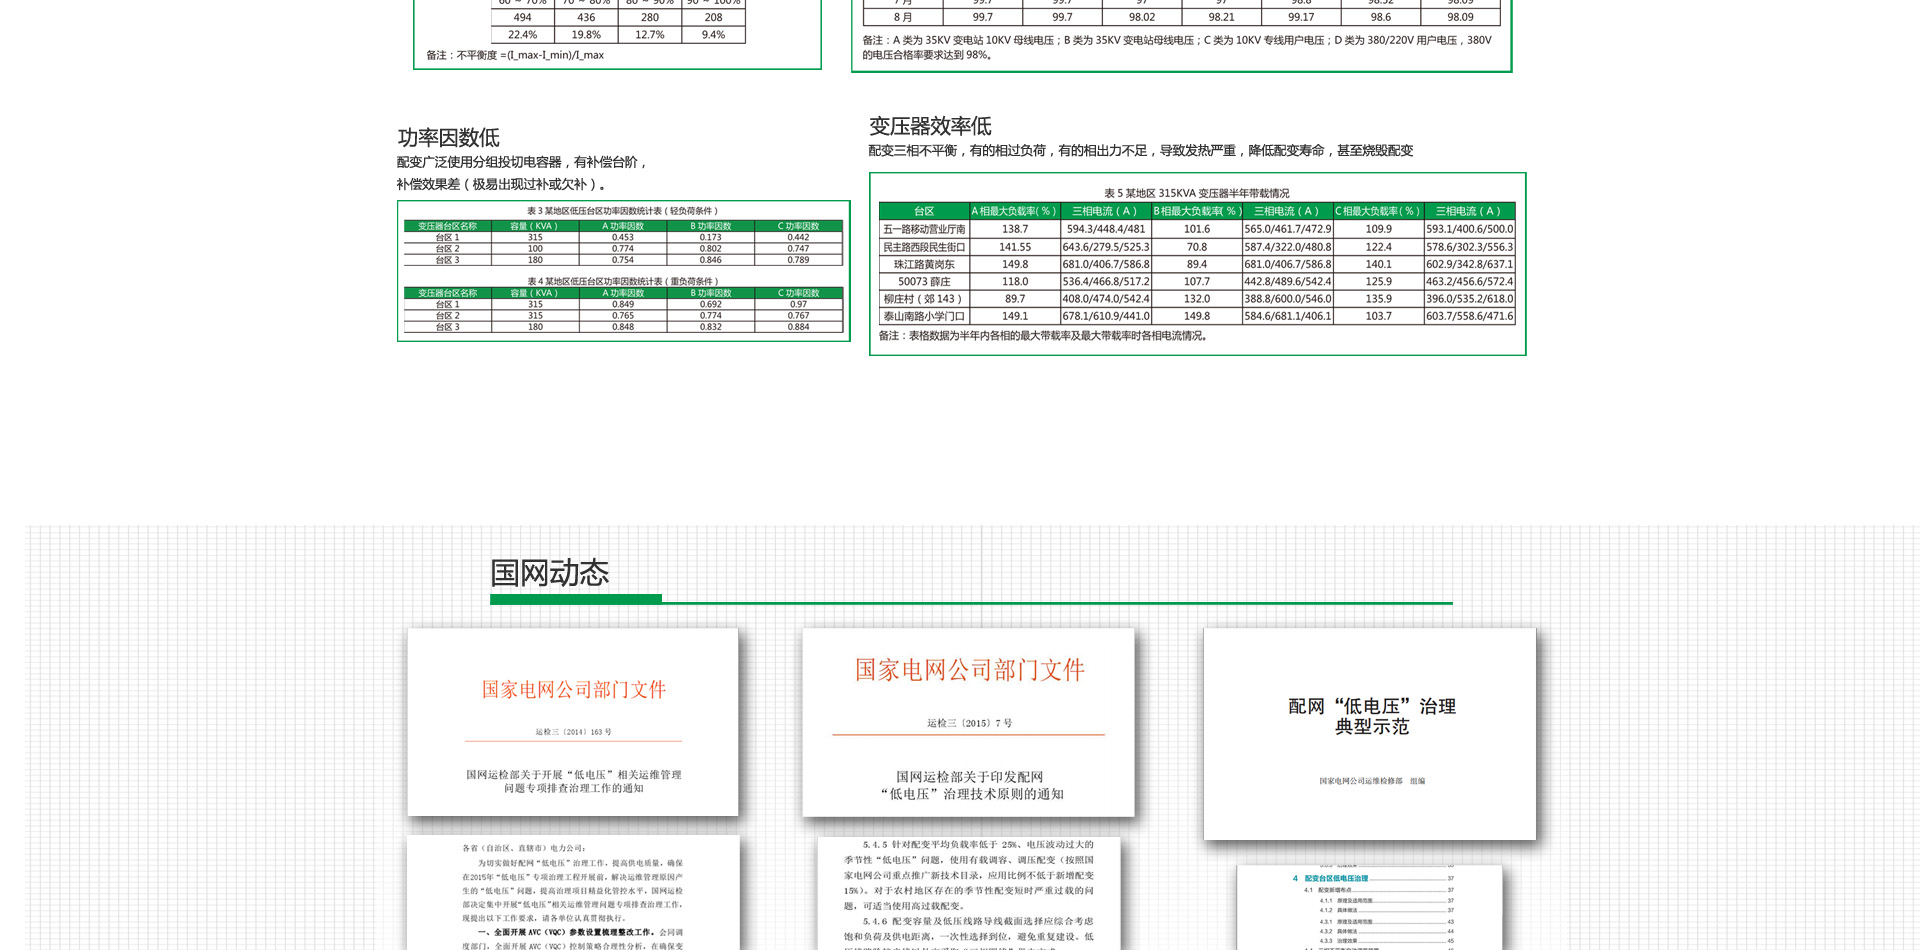 60 ~ 70% 70 ~ 80% 80 ~ 90% 90 ~ 100%
494 436 280 208
22.4% 19.8% 12.7% 9.4%
备注：不平衡度 =(I_max-I_min)/I_max
7 月 99.7 99.7 97 97 98.8 98.52 98.09
8 月 99.7 99.7 98.02 98.21 99.17 98.6 98.09
备注：A 类为 35KV 变电站 10KV 母线电压；B 类为 35KV 变电站母线电压；C 类为 10KV 专线用户电压；D 类为 380/220V 用户电压，380V
的电压合格率要求达到 98%。
功率因数低
配变广泛使用分组投切电容器，有补偿台阶，
补偿效果差（极易出现过补或欠补）。
表 3 某地区低压台区功率因数统计表（轻负荷条件）
变压器台区名称 容量（KVA） A 功率因数 B 功率因数 C 功率因数
台区 1 315 0.453 0.173 0.442
台区 2 100 0.774 0.802 0.747
台区 3 180 0.754 0.846 0.789
表 4 某地区低压台区功率因数统计表（重负荷条件）
变压器台区名称 容量（KVA） A 功率因数 B 功率因数 C 功率因数
台区 1 315 0.849 0.692 0.97
台区 2 315 0.765 0.774 0.767
台区 3 180 0.848 0.832 0.884
变压器效率低
配变三相不平衡，有的相过负荷，有的相出力不足，导致发热严重，降低配变寿命，甚至烧毁配变
表 5 某地区 315KVA 变压器半年带载情况
台区 A 相最大负载率( % ) 三相电流（ A ） B 相最大负载率( % ) 三相电流（ A ） C 相最大负载率( % ) 三相电流（ A ）
五一路移动营业厅南 138.7 594.3/448.4/481 101.6 565.0/461.7/472.9 109.9 593.1/400.6/500.0
民主路西段民生街口 141.55 643.6/279.5/525.3 70.8 587.4/322.0/480.8 122.4 578.6/302.3/556.3
珠江路黄岗东 149.8 681.0/406.7/586.8 89.4 681.0/406.7/586.8 140.1 602.9/342.8/637.1
50073 薛庄 118.0 536.4/466.8/517.2 107.7 442.8/489.6/542.4 125.9 463.2/456.6/572.4
柳庄村（郊 143） 89.7 408.0/474.0/542.4 132.0 388.8/600.0/546.0 135.9 396.0/535.2/618.0
泰山南路小学门口 149.1 678.1/610.9/441.0 149.8 584.6/681.1/406.1 103.7 603.7/558.6/471.6
备注：表格数据为半年内各相的最大带载率及最大带载率时各相电流情况。
国网动态
国家电网公司部门文件
运检三〔2014〕163 号
国网运检部关于开展“低电压”相关运维管理
问题专项排查治理工作的通知
各省（自治区、直辖市）电力公司：
为切实做好配网“低电压”治理工作，提高供电质量，确保
在2015年“低电压”专项治理工程开展前，解决运维管理原因产
生的“低电压”问题，提高治理项目精益化管控水平，国网运检
部决定集中开展“低电压”相关运维管理问题专项排查治理工作，
现提出以下工作要求，请各单位认真贯彻执行。
一、全面开展 AVC（VQC）参数设置梳理整改工作。会同调
度部门，全面开展 AVC（VQC）控制策略合理性分析，在确保变
国家电网公司部门文件
运检三〔2015〕7 号
国网运检部关于印发配网
“低电压”治理技术原则的通知
5.4.5 针对配变平均负载率低于 25%、电压波动过大的
季节性“低电压”问题，使用有载调容、调压配变（按照国
家电网公司重点推广新技术目录，应用比例不低于新增配变
15%）。对于农村地区存在的季节性配变短时严重过载的问
题，可适当使用高过载配变。
5.4.6 配变容量及低压线路导线截面选择应综合考虑
饱和负荷及供电距离，一次性选择到位，避免重复建设。低
配网“低电压”治理
典型示范
国家电网公司运维检修部 组编
4 配变台区低电压治理 37
4.1 配变新增布点 37
4.1.1 原理及适用范围 37
4.1.2 具体做法 37
4.3.1 原理及适用范围 43
4.3.2 具体做法 44
4.3.3 治理效果 45